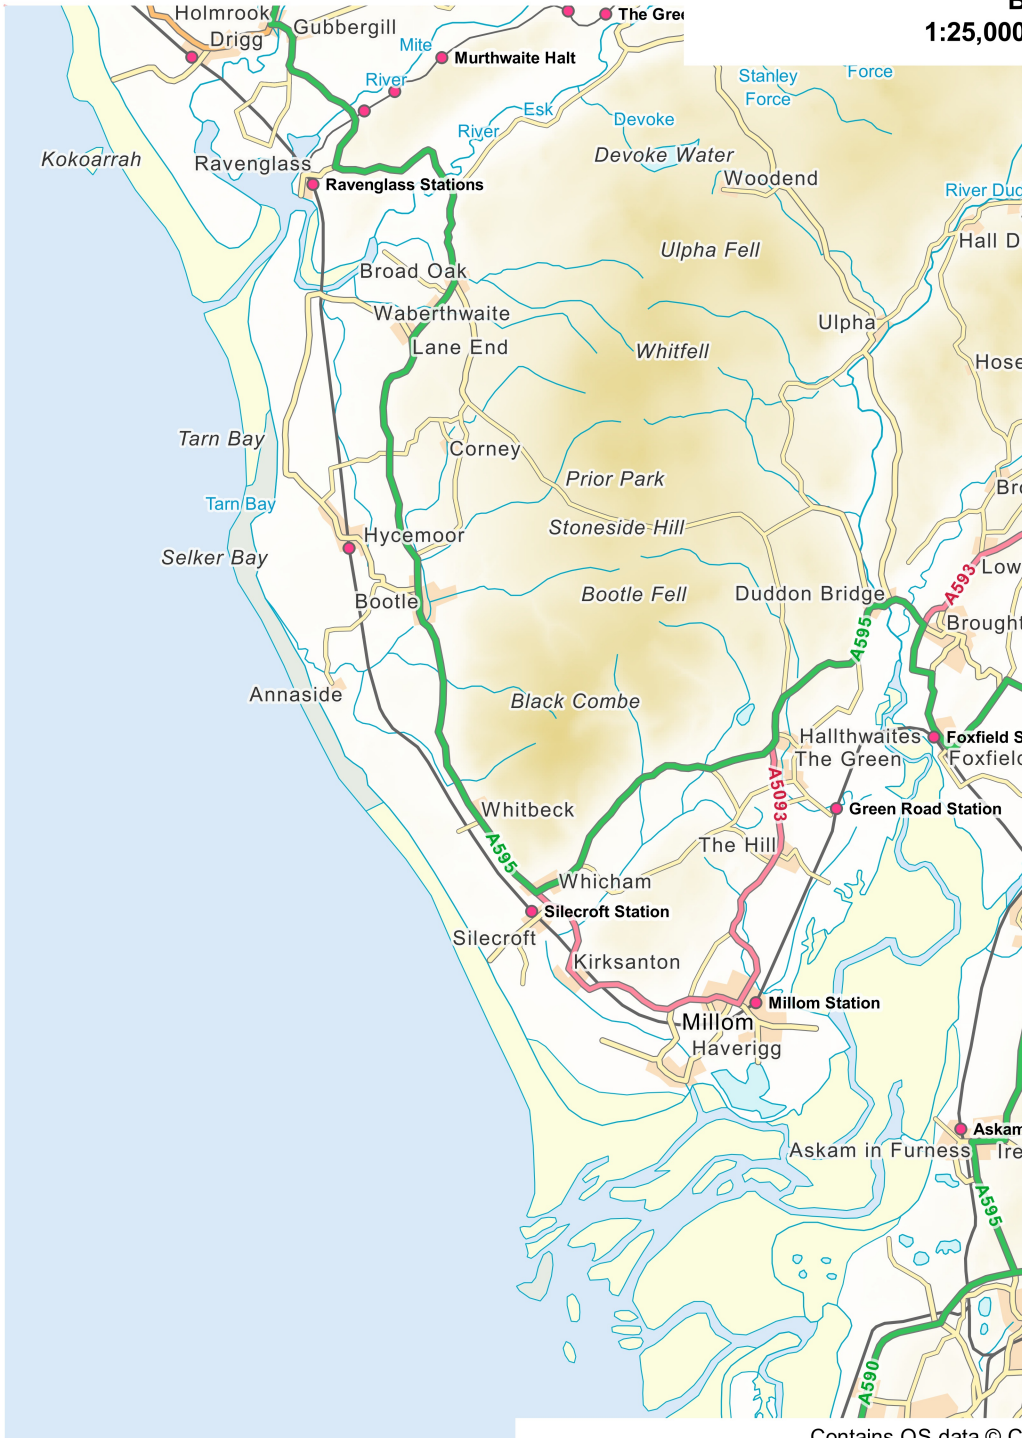 Holmrook
Gubbergill
The Gree
B
1:25,000
Drigg
Mite
Murthwaite Halt
River
Stanley
Force
Force
Esk
Devoke
River
Kokoarrah
Ravenglass
Devoke Water
Woodend
Ravenglass Stations
River Dud
Hall D
Ulpha Fell
Broad Oak
Waberthwaite
Ulpha
Lane End
Whitfell
Hose
Tarn Bay
Corney
Prior Park
Bro
Tarn Bay
Stoneside Hill
Hycemoor
Selker Bay
Low
A593
Bootle
Bootle Fell
Duddon Bridge
Brought
A595
Annaside
Black Combe
Hallthwaites
Foxfield S
The Green
Foxfield
A5093
Whitbeck
Green Road Station
The Hill
A595
Whicham
Silecroft Station
Silecroft
Kirksanton
Millom Station
Millom
Haverigg
Askam
Askam in Furness
Ire
A595
A590
Contains OS data © C